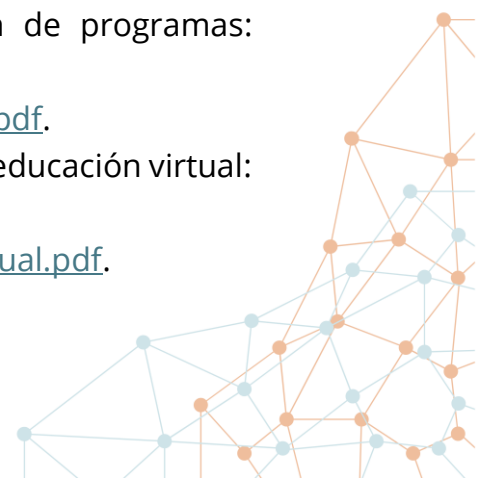 de programas:
pdf.
educación virtual:
ual.pdf.